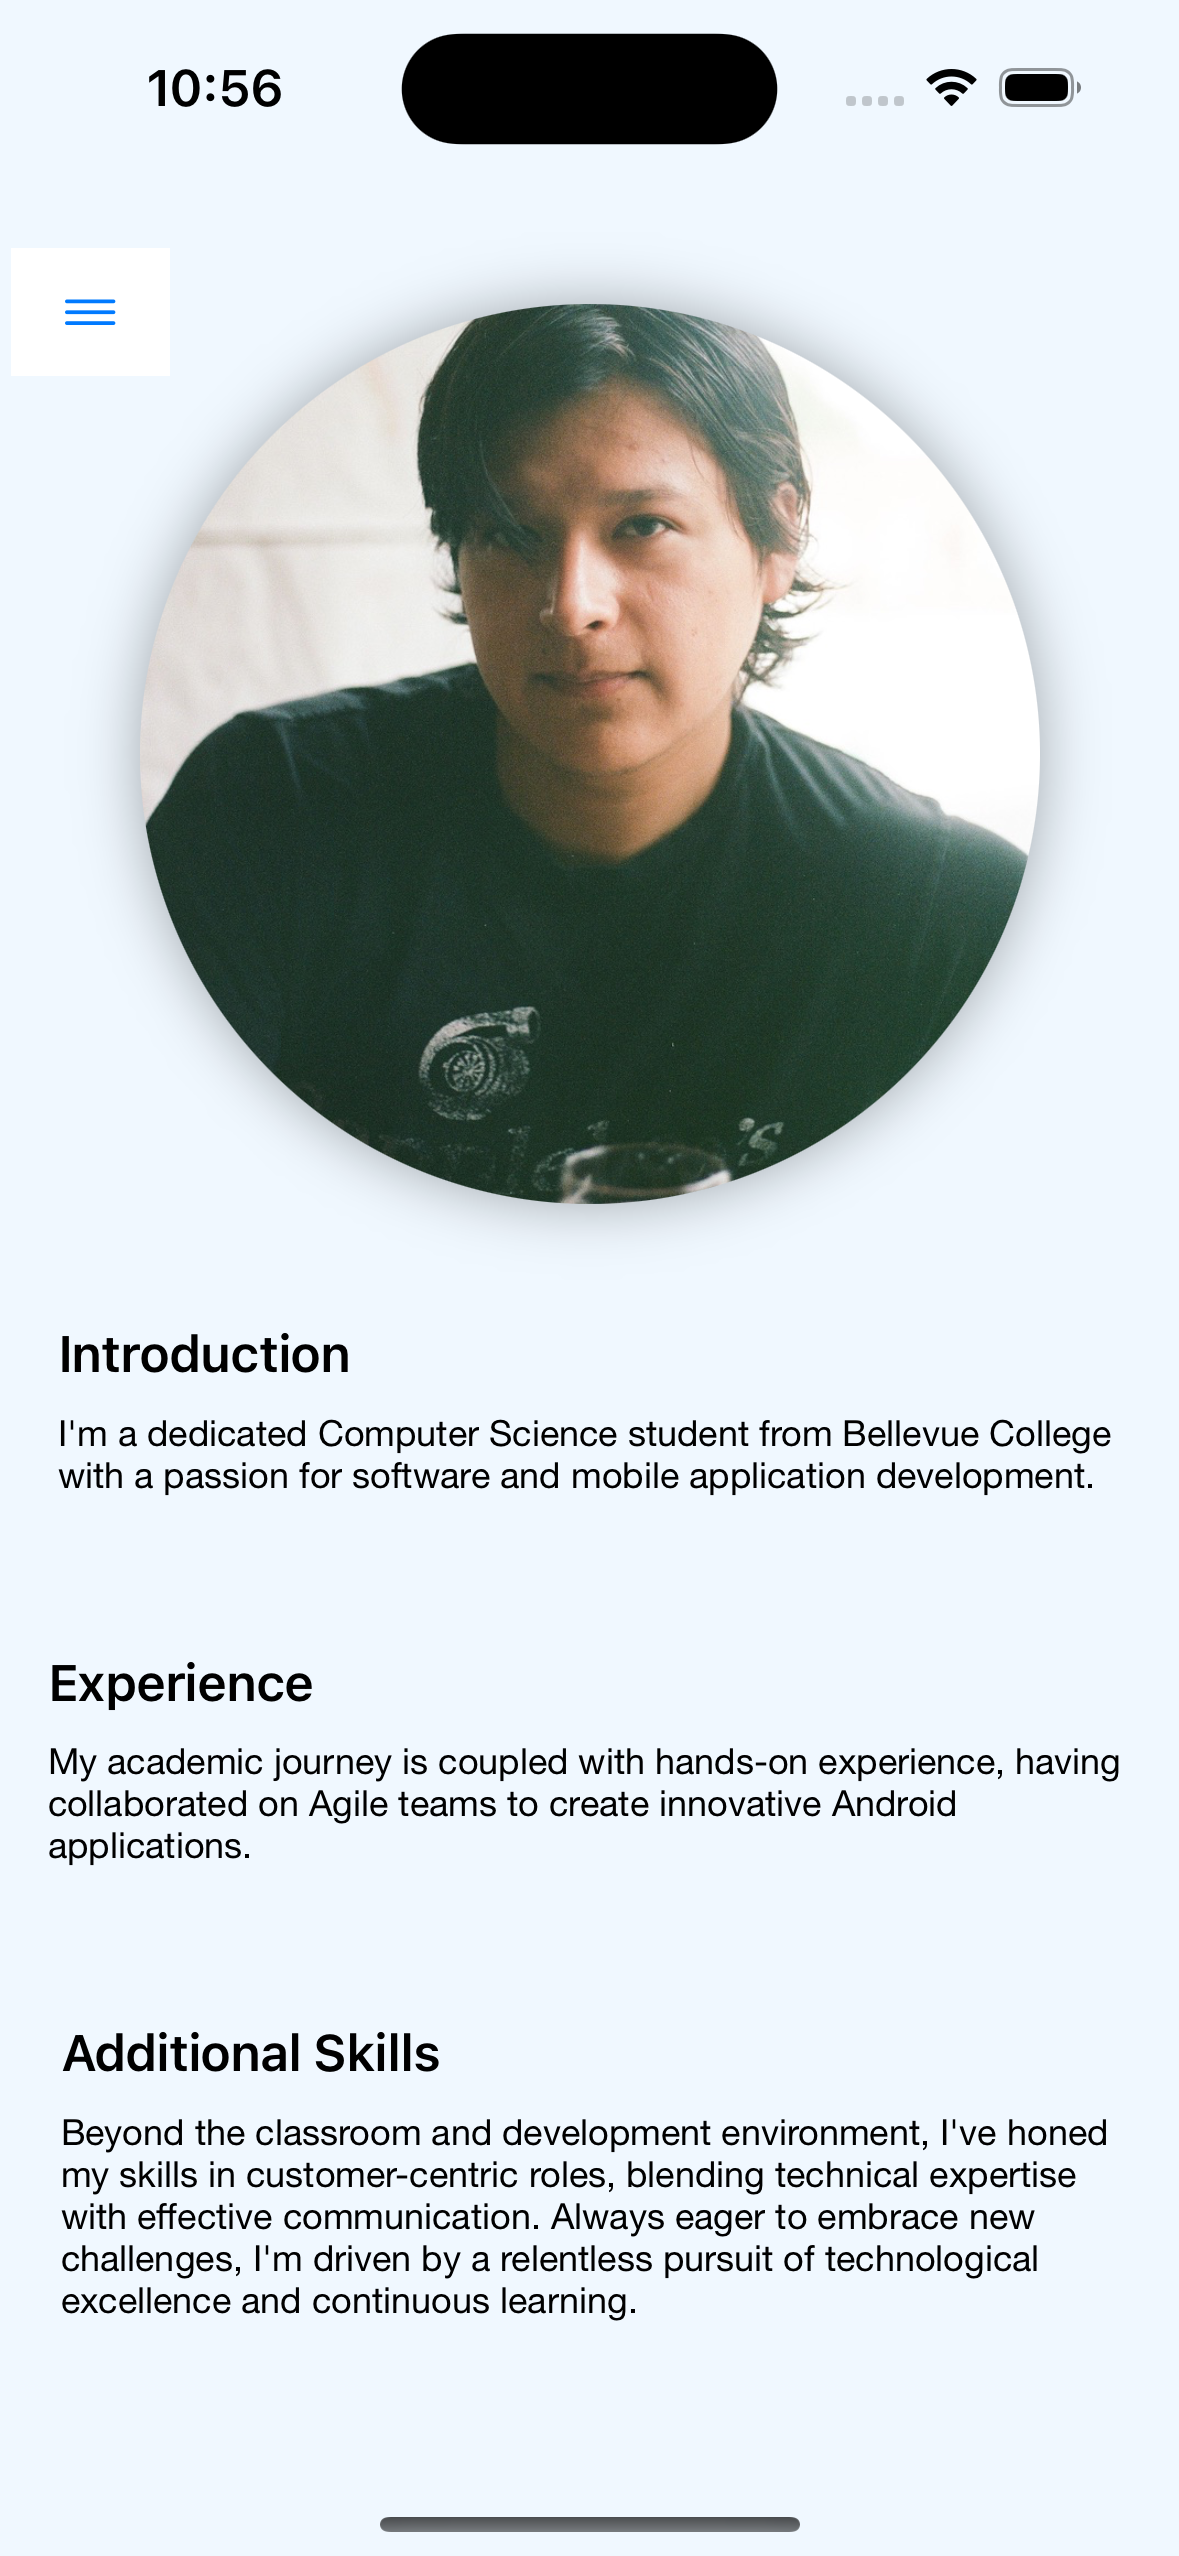 10:56
Introduction
I'm a dedicated Computer Science student from Bellevue College
with a passion for software and mobile application development.
Experience
My academic journey is coupled with hands-on experience, having
collaborated on Agile teams to create innovative Android
applications.
Additional Skills
Beyond the classroom and development environment, I've honed
my skills in customer-centric roles, blending technical expertise
with effective communication. Always eager to embrace new
challenges, I'm driven by a relentless pursuit of technological
excellence and continuous learning.